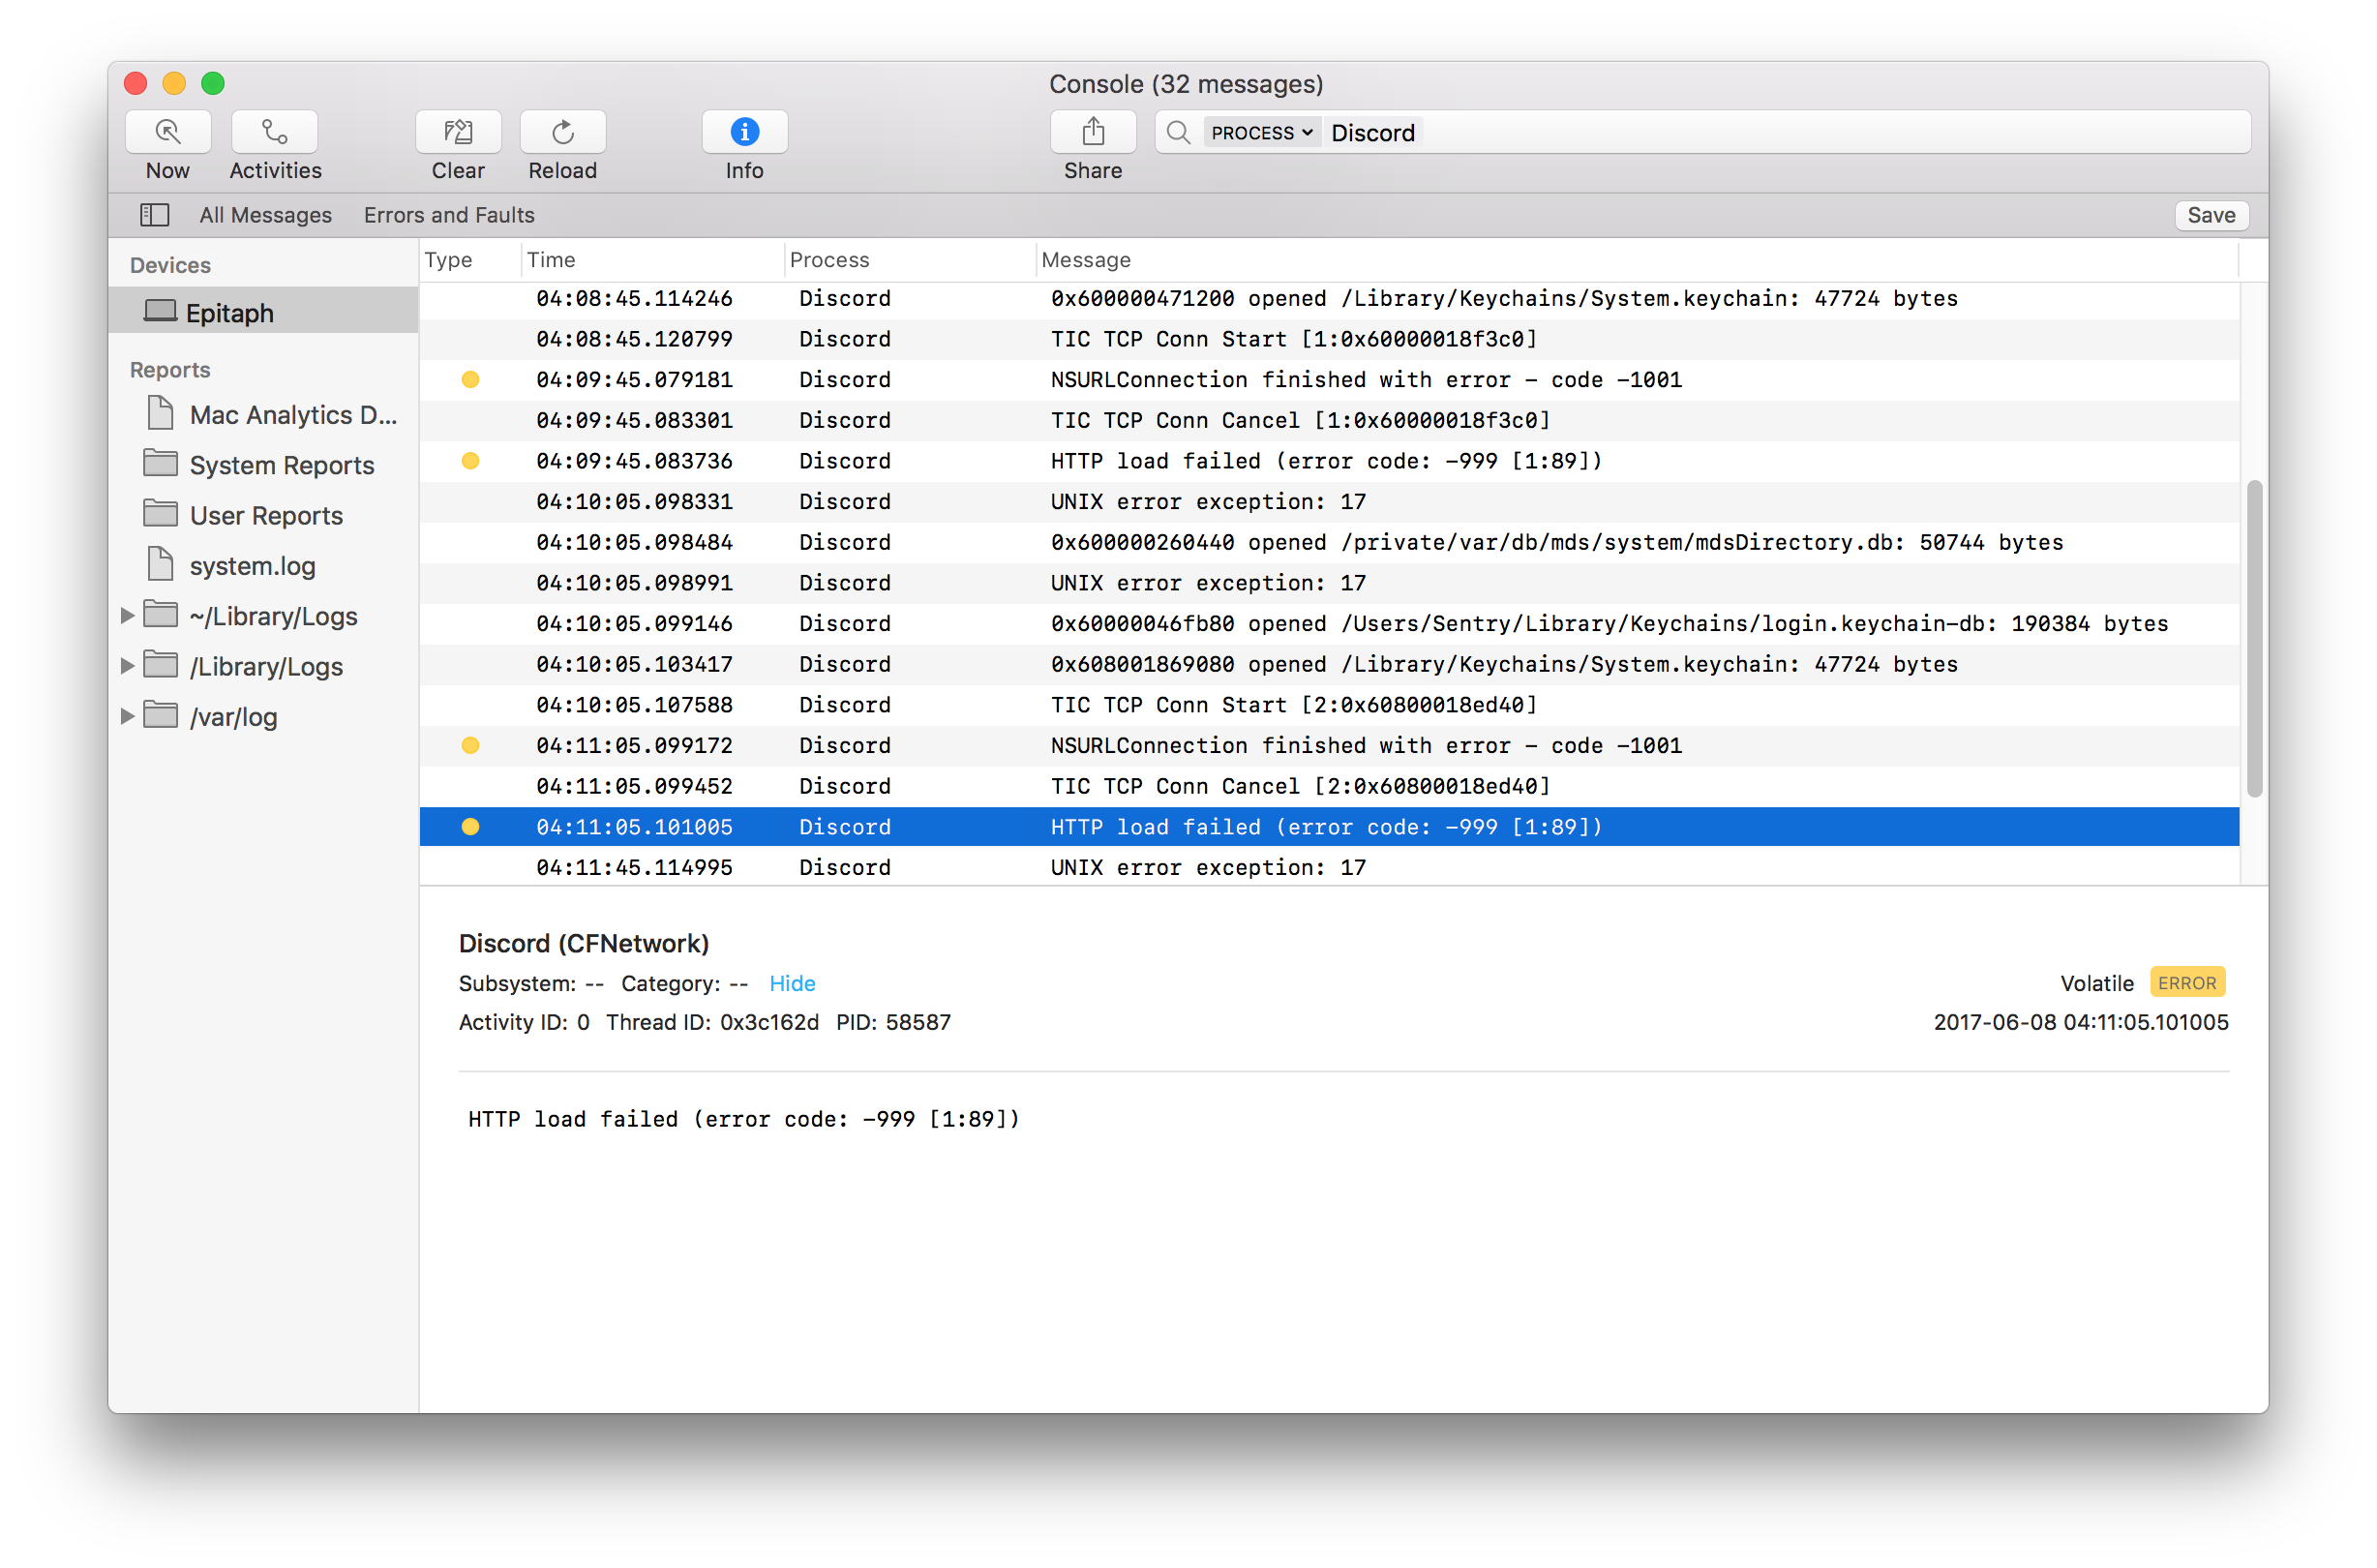 Console (32 messages)
PROCESS Discord
Now Activities Clear Reload Info Share
All Messages Errors and Faults Save
Devices
Epitaph
Reports
Mac Analytics D...
System Reports
User Reports
system.log
~/Library/Logs
/Library/Logs
/var/log
Type Time Process Message
04:08:45.114246 Discord 0x600000471200 opened /Library/Keychains/System.keychain: 47724 bytes
04:08:45.120799 Discord TIC TCP Conn Start [1:0x60000018f3c0]
04:09:45.079181 Discord NSURLConnection finished with error - code -1001
04:09:45.083301 Discord TIC TCP Conn Cancel [1:0x60000018f3c0]
04:09:45.083736 Discord HTTP load failed (error code: -999 [1:89])
04:10:05.098331 Discord UNIX error exception: 17
04:10:05.098484 Discord 0x600000260440 opened /private/var/db/mds/system/mdsDirectory.db: 50744 bytes
04:10:05.098991 Discord UNIX error exception: 17
04:10:05.099146 Discord 0x60000046fb80 opened /Users/Sentry/Library/Keychains/login.keychain-db: 190384 bytes
04:10:05.103417 Discord 0x608001869080 opened /Library/Keychains/System.keychain: 47724 bytes
04:10:05.107588 Discord TIC TCP Conn Start [2:0x60800018ed40]
04:11:05.099172 Discord NSURLConnection finished with error - code -1001
04:11:05.099452 Discord TIC TCP Conn Cancel [2:0x60800018ed40]
04:11:05.101005 Discord HTTP load failed (error code: -999 [1:89])
04:11:45.114995 Discord UNIX error exception: 17
Discord (CFNetwork)
Subsystem: -- Category: -- Hide Volatile ERROR
Activity ID: 0 Thread ID: 0x3c162d PID: 58587 2017-06-08 04:11:05.101005
HTTP load failed (error code: -999 [1:89])